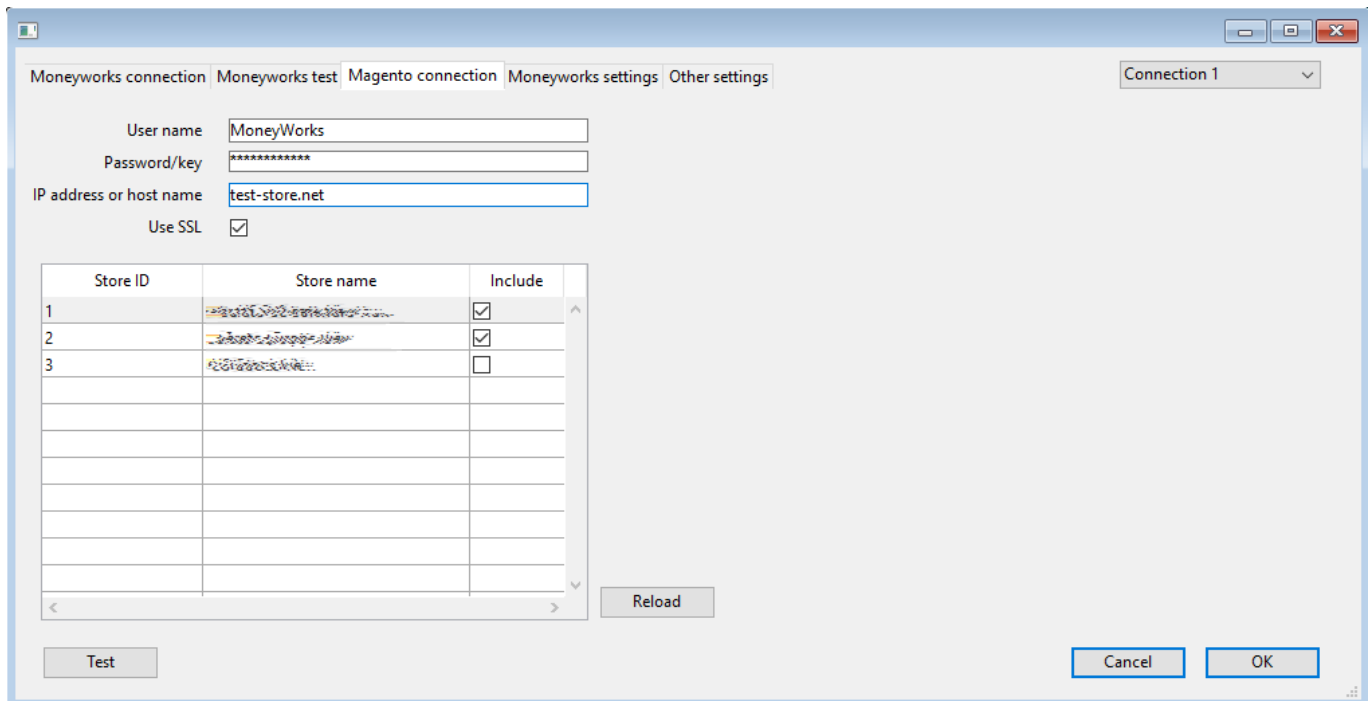 Moneyworks connection Moneyworks test Magento connection Moneyworks settings Other settings Connection 1
User name MoneyWorks
Password/key ************
IP address or host name test-store.net
Use SSL
Store ID Store name Include
1
2
3
Reload
Test Cancel OK